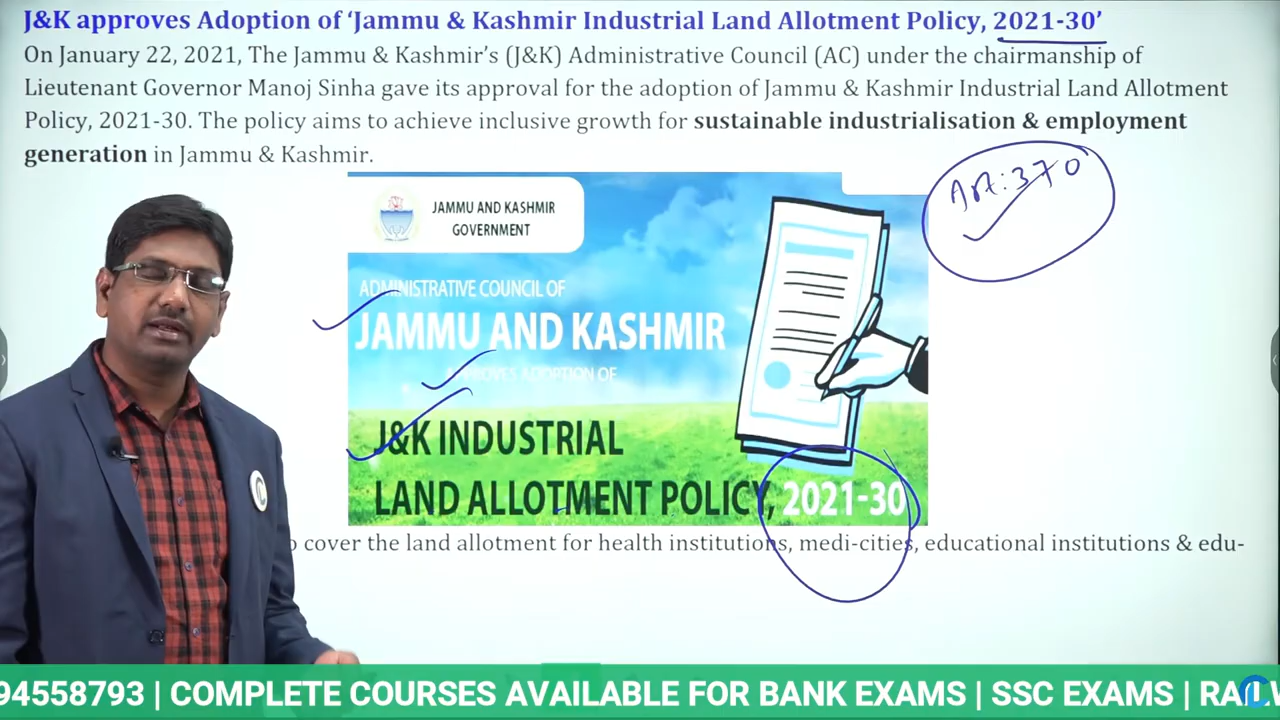 J&K approves Adoption of ‘Jammu & Kashmir Industrial Land Allotment Policy, 2021-30’
On January 22, 2021, The Jammu & Kashmir’s (J&K) Administrative Council (AC) under the chairmanship of
Lieutenant Governor Manoj Sinha gave its approval for the adoption of Jammu & Kashmir Industrial Land Allotment
Policy, 2021-30. The policy aims to achieve inclusive growth for sustainable industrialisation & employment
generation in Jammu & Kashmir.
Art:370
JAMMU AND KASHMIR
GOVERNMENT
ADMINISTRATIVE COUNCIL OF
JAMMU AND KASHMIR
APPROVES ADOPTION OF
J&K INDUSTRIAL
LAND ALLOTMENT POLICY, 2021-30
cover the land allotment for health institutions, medi-cities, educational institutions & edu-
94558793 | COMPLETE COURSES AVAILABLE FOR BANK EXAMS | SSC EXAMS |